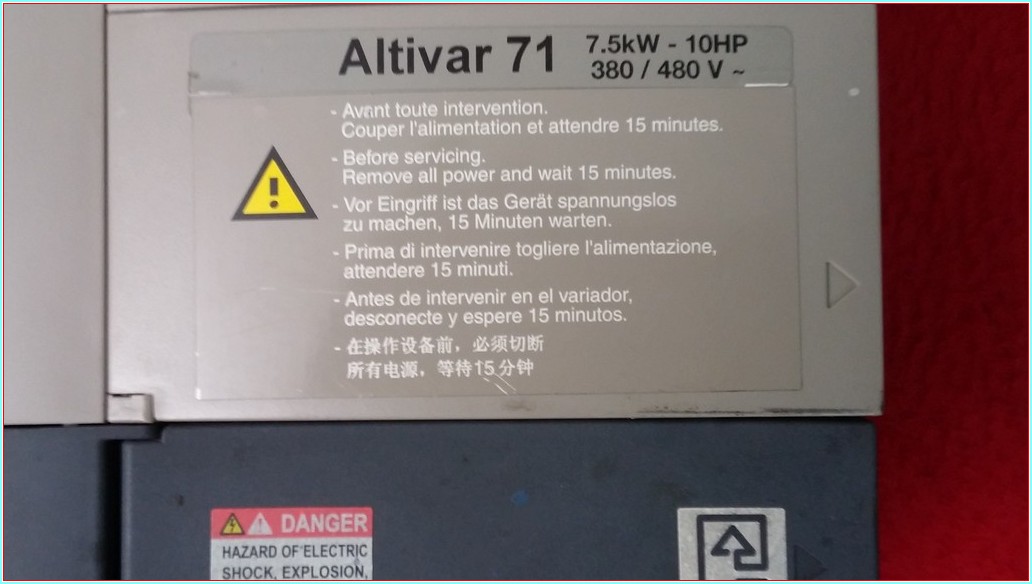 Altivar 71
7.5kW - 10HP
380 / 480 V ~
- Avant toute intervention.
Couper l'alimentation et attendre 15 minutes.
- Before servicing.
Remove all power and wait 15 minutes.
- Vor Eingriff ist das Gerät spannungslos
zu machen, 15 Minuten warten.
- Prima di intervenire togliere l'alimentazione,
attendere 15 minuti.
- Antes de intervenir en el variador,
desconecte y espere 15 minutos.
- 在操作设备前，必须切断
所有电源，等待15分钟
DANGER
HAZARD OF ELECTRIC
SHOCK, EXPLOSION,